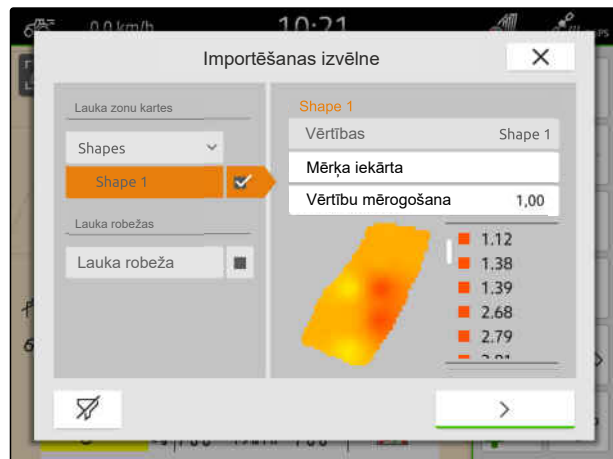 0.0 km/h
10:21
Importēšanas izvēlne
Lauka zonu kartes
Shapes
Shape 1
Lauka robežas
Lauka robeža
Shape 1
Vērtības Shape 1
Mērķa iekārta
Vērtību mērogošana 1,00
1.12
1.38
1.39
2.68
2.79